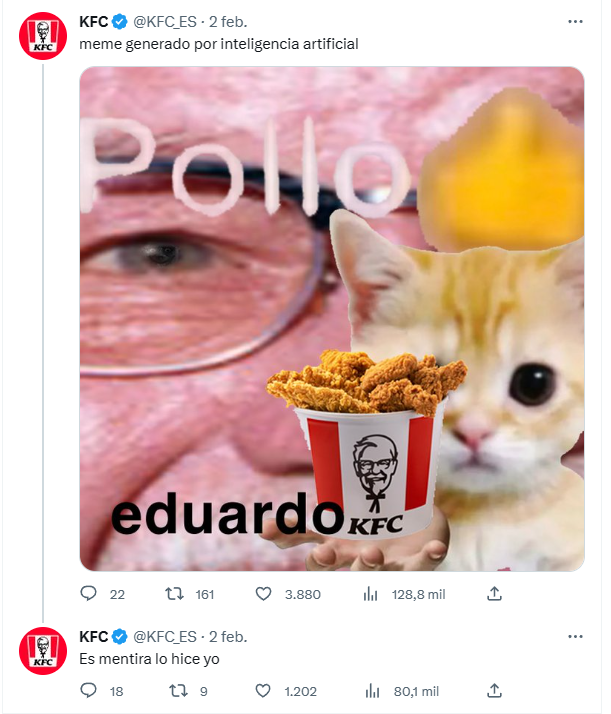 KFC @KFC_ES · 2 feb.
meme generado por inteligencia artificial
Pollo
eduardo
KFC
22 161 3.880 128,8 mil
KFC @KFC_ES · 2 feb.
Es mentira lo hice yo
18 9 1.202 80,1 mil